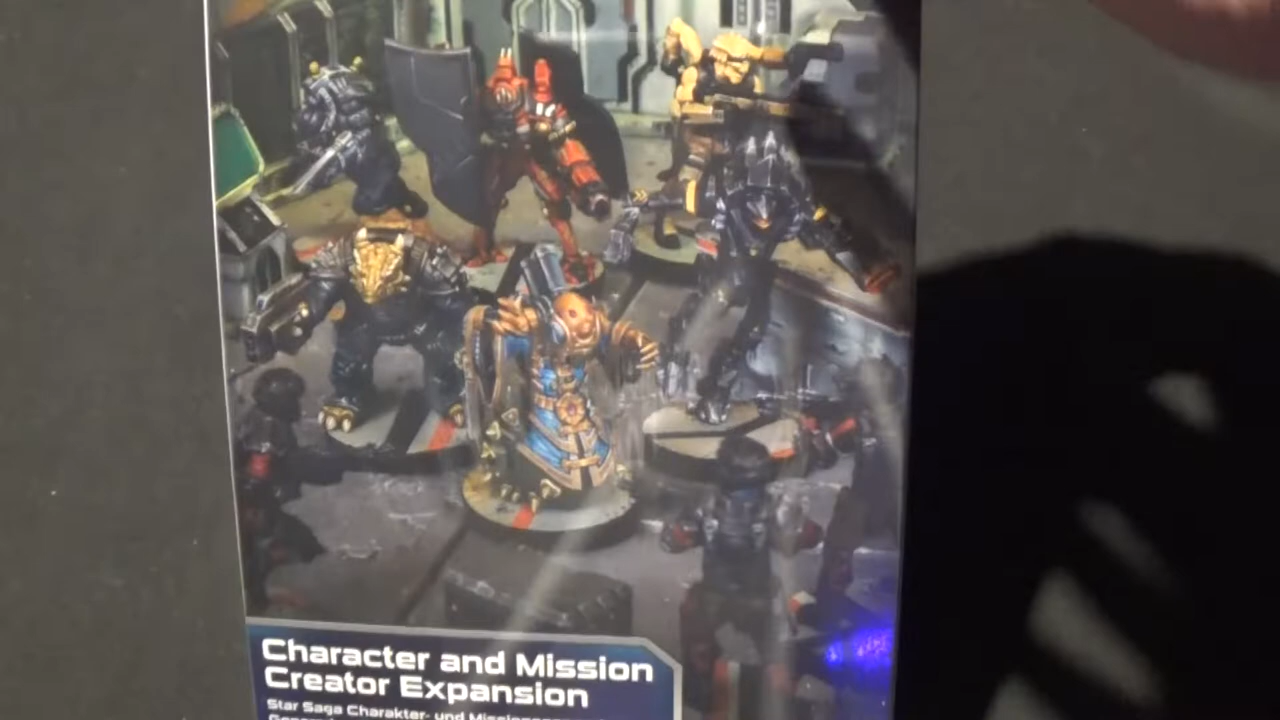 Character and Mission
Creator Expansion
Star Saga Charakter- und